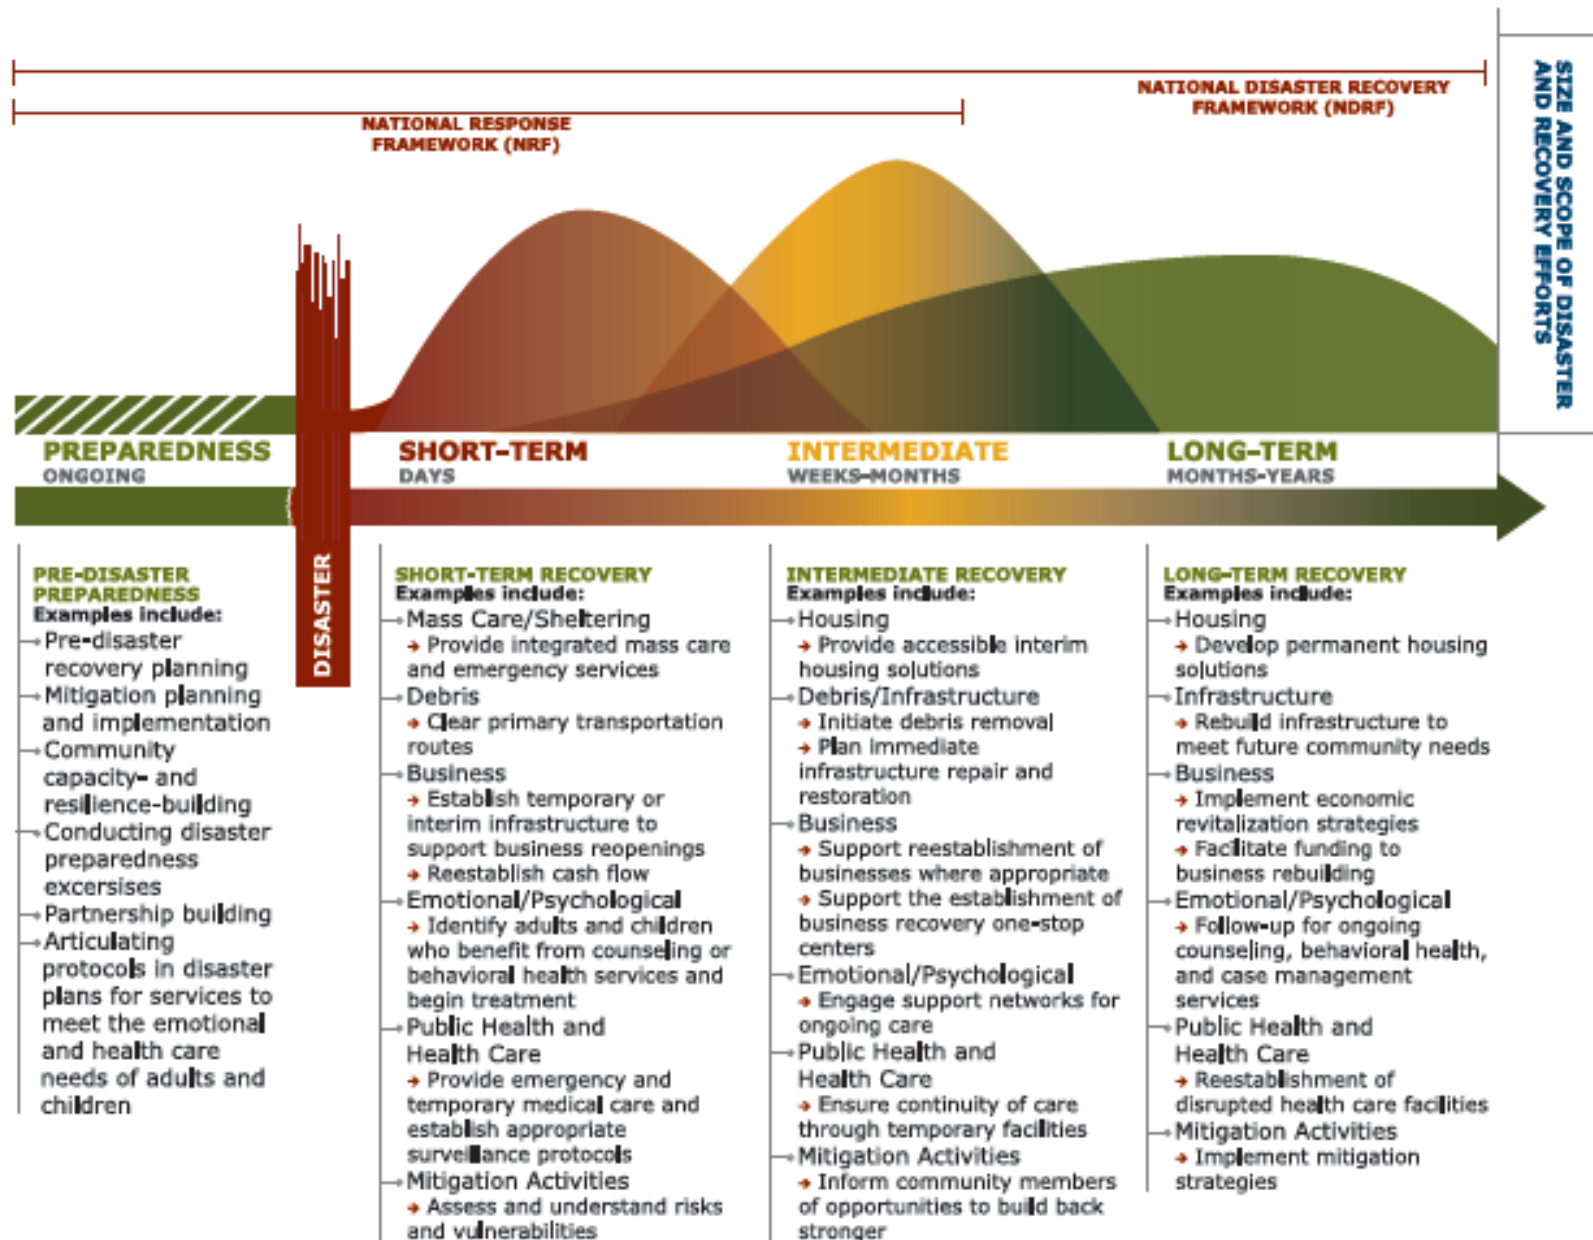 NATIONAL DISASTER RECOVERY
FRAMEWORK (NDRF)
NATIONAL RESPONSE
FRAMEWORK (NRF)
SIZE AND SCOPE OF DISASTER
AND RECOVERY EFFORTS
PREPAREDNESS
ONGOING
SHORT-TERM
DAYS
INTERMEDIATE
WEEKS-MONTHS
LONG-TERM
MONTHS-YEARS
DISASTER
PRE-DISASTER
PREPAREDNESS
Examples include:
Pre-disaster
recovery planning
Mitigation planning
and implementation
Community
capacity- and
resilience-building
Conducting disaster
preparedness
excersises
Partnership building
Articulating
protocols in disaster
plans for services to
meet the emotional
and health care
needs of adults and
children
SHORT-TERM RECOVERY
Examples include:
Mass Care/Sheltering
Provide integrated mass care
and emergency services
Debris
Clear primary transportation
routes
Business
Establish temporary or
interim infrastructure to
support business reopenings
Reestablish cash flow
Emotional/Psychological
Identify adults and children
who benefit from counseling or
behavioral health services and
begin treatment
Public Health and
Health Care
Provide emergency and
temporary medical care and
establish appropriate
surveillance protocols
Mitigation Activities
Assess and understand risks
and vulnerabilities
INTERMEDIATE RECOVERY
Examples include:
Housing
Provide accessible interim
housing solutions
Debris/Infrastructure
Initiate debris removal
Plan immediate
infrastructure repair and
restoration
Business
Support reestablishment of
businesses where appropriate
Support the establishment of
business recovery one-stop
centers
Emotional/Psychological
Engage support networks for
ongoing care
Public Health and
Health Care
Ensure continuity of care
through temporary facilities
Mitigation Activities
Inform community members
of opportunities to build back
stronger
LONG-TERM RECOVERY
Examples include:
Housing
Develop permanent housing
solutions
Infrastructure
Rebuild infrastructure to
meet future community needs
Business
Implement economic
revitalization strategies
Facilitate funding to
business rebuilding
Emotional/Psychological
Follow-up for ongoing
counseling, behavioral health,
and case management
services
Public Health and
Health Care
Reestablishment of
disrupted health care facilities
Mitigation Activities
Implement mitigation
strategies